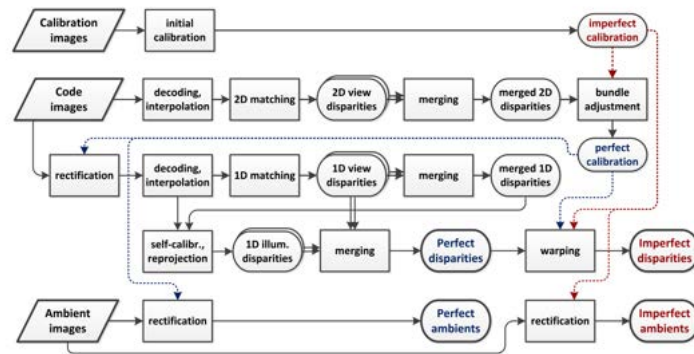 Calibration
images
initial
calibration
imperfect
calibration
Code
images
decoding,
interpolation
2D matching
2D view
disparities
merging
merged 2D
disparities
bundle
adjustment
perfect
calibration
rectification
decoding,
interpolation
1D matching
1D view
disparities
merging
merged 1D
disparities
self-calibr.,
reprojection
1D illum.
disparities
merging
Perfect
disparities
warping
Imperfect
disparities
Ambient
images
rectification
Perfect
ambients
rectification
Imperfect
ambients